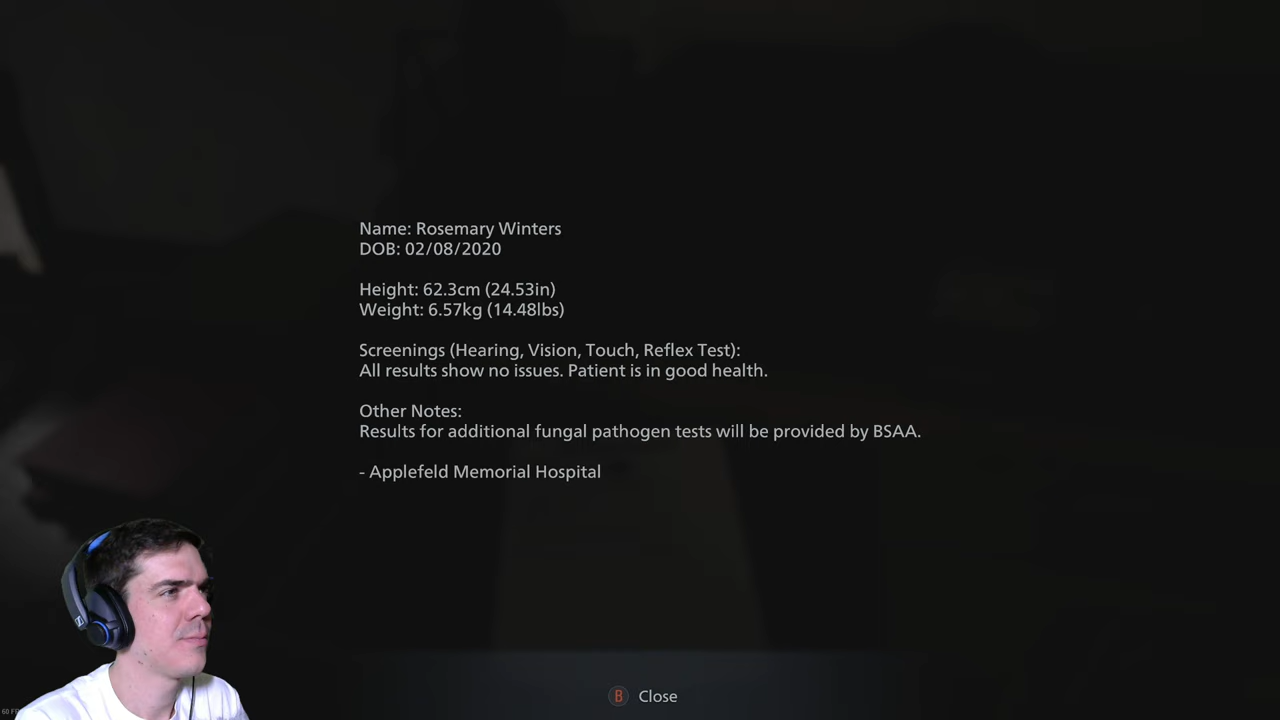 Name: Rosemary Winters
DOB: 02/08/2020
Height: 62.3cm (24.53in)
Weight: 6.57kg (14.48lbs)
Screenings (Hearing, Vision, Touch, Reflex Test):
All results show no issues. Patient is in good health.
Other Notes:
Results for additional fungal pathogen tests will be provided by BSAA.
- Applefeld Memorial Hospital
B Close
60